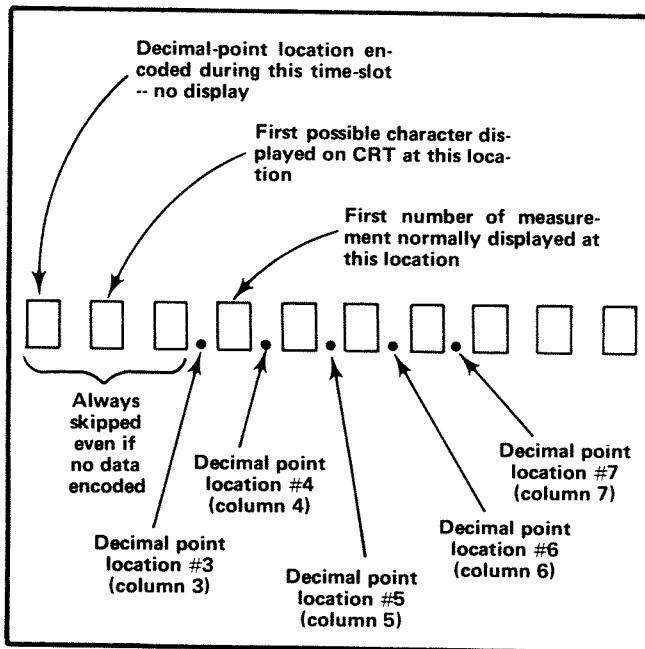 Decimal-point location en-
coded during this time-slot
-- no display
First possible character dis-
played on CRT at this loca-
tion
First number of measure-
ment normally displayed at
this location
Always
skipped
even if
no data
encoded
Decimal point
location #3
(column 3)
Decimal point
location #4
(column 4)
Decimal point
location #5
(column 5)
Decimal point
location #6
(column 6)
Decimal point
location #7
(column 7)